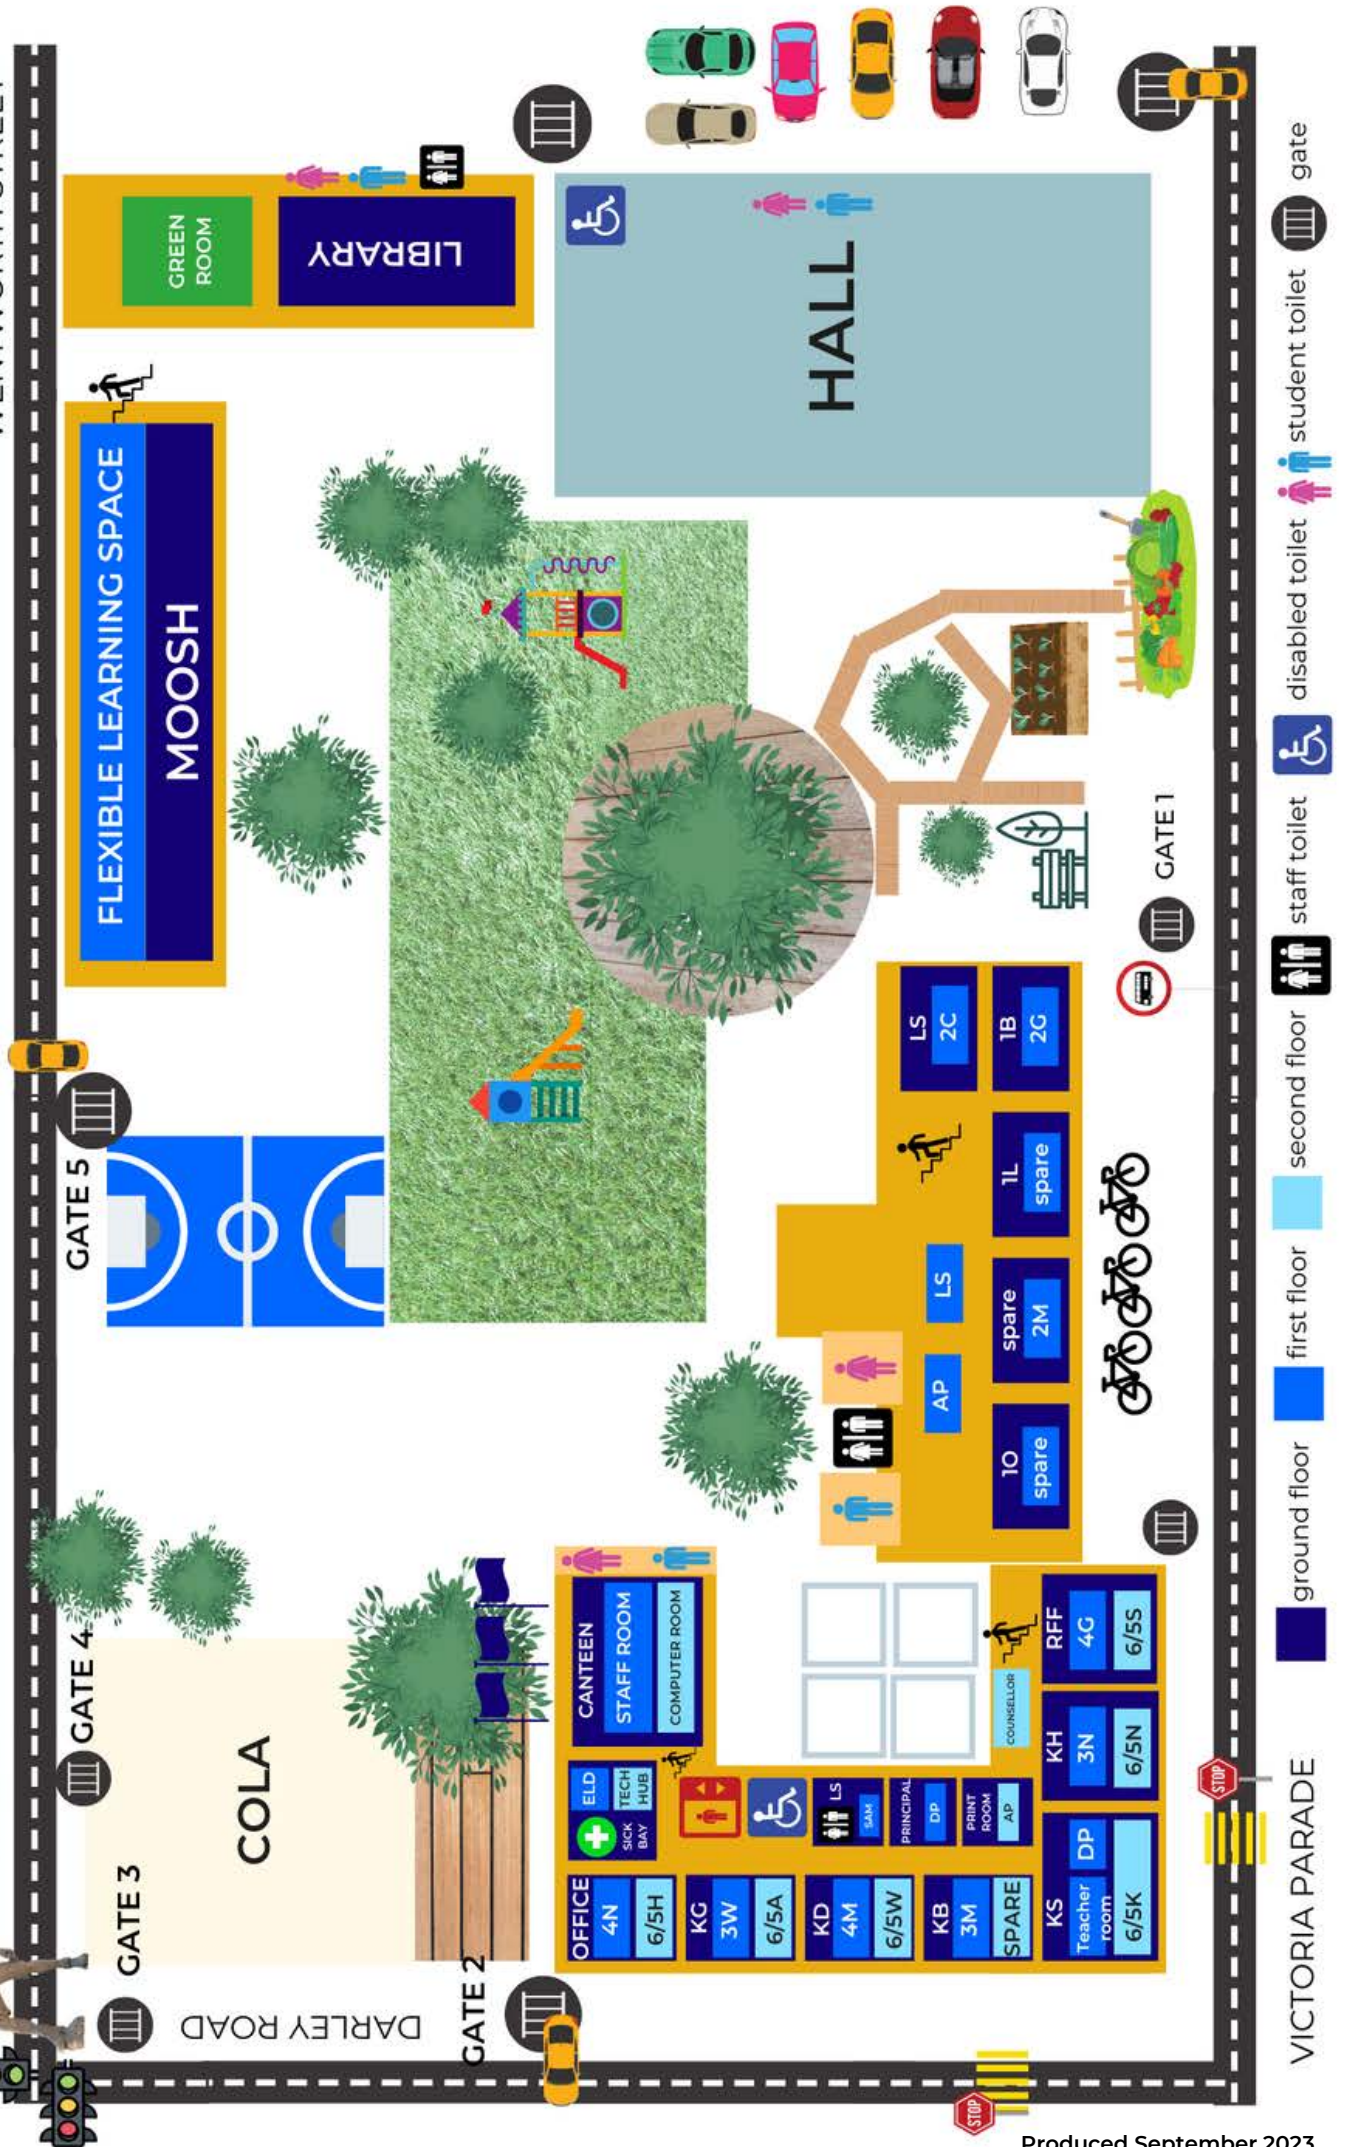 GREEN
ROOM
LIBRARY
HALL
FLEXIBLE LEARNING SPACE
MOOSH
GATE 5
GATE 4
GATE 3
GATE 2
GATE 1
DARLEY ROAD
COLA
CANTEEN
STAFF ROOM
COMPUTER ROOM
ELD
TECH
HUB
SICK
BAY
OFFICE
4N
6/5H
KG
3W
6/5A
KD
4M
6/5W
KB
3M
SPARE
KS
Teacher
room
DP
6/5K
LS
SAM
PRINCIPAL
DP
PRINT
ROOM
AP
COUNSELLOR
KH
3N
6/5N
RFF
4G
6/5S
AP
LS
1O
spare
spare
2M
1L
spare
LS
2C
1B
2G
STOP
STOP
VICTORIA PARADE
ground floor
first floor
second floor
staff toilet
disabled toilet
student toilet
gate
Produced September 2023